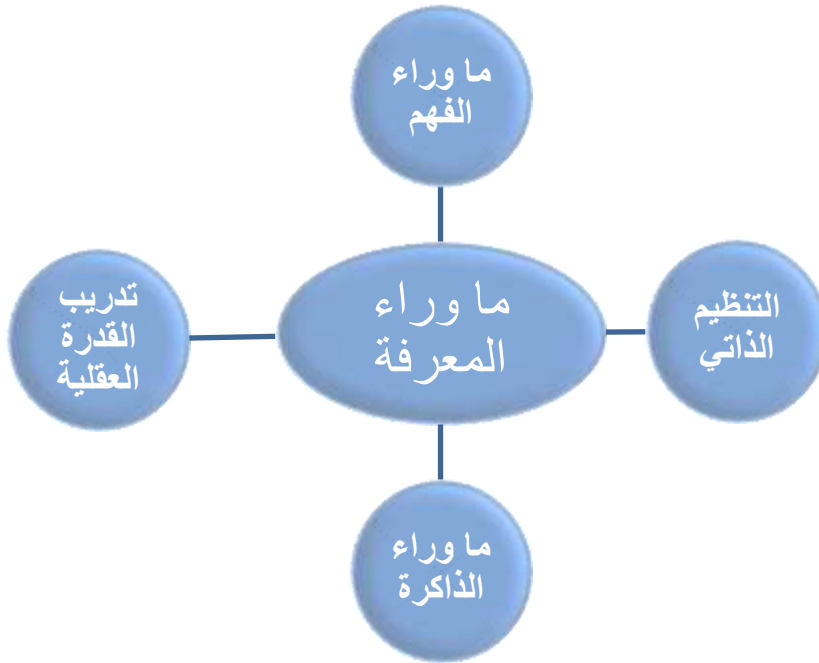 ما وراء
الفهم
التنظيم
الذاتي
ما وراء
المعرفة
تدريب
القدرة
العقلية
ما وراء
الذاكرة